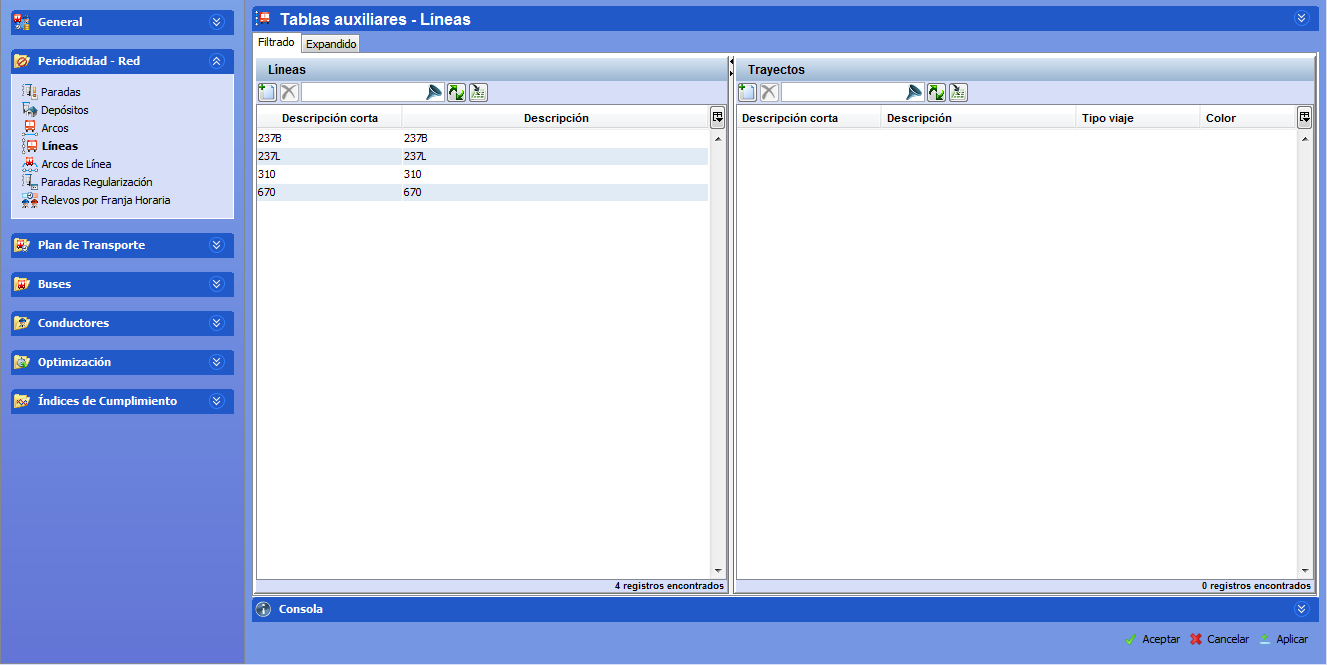 General
Periodicidad - Red
Paradas
Depósitos
Arcos
Líneas
Arcos de Línea
Paradas Regularización
Relevos por Franja Horaria
Plan de Transporte
Buses
Conductores
Optimización
Índices de Cumplimiento
Tablas auxiliares - Líneas
Filtrado Expandido
Líneas
Descripción corta Descripción
237B 237B
237L 237L
310 310
670 670
4 registros encontrados
Trayectos
Descripción corta Descripción Tipo viaje Color
0 registros encontrados
Consola
Aceptar Cancelar Aplicar